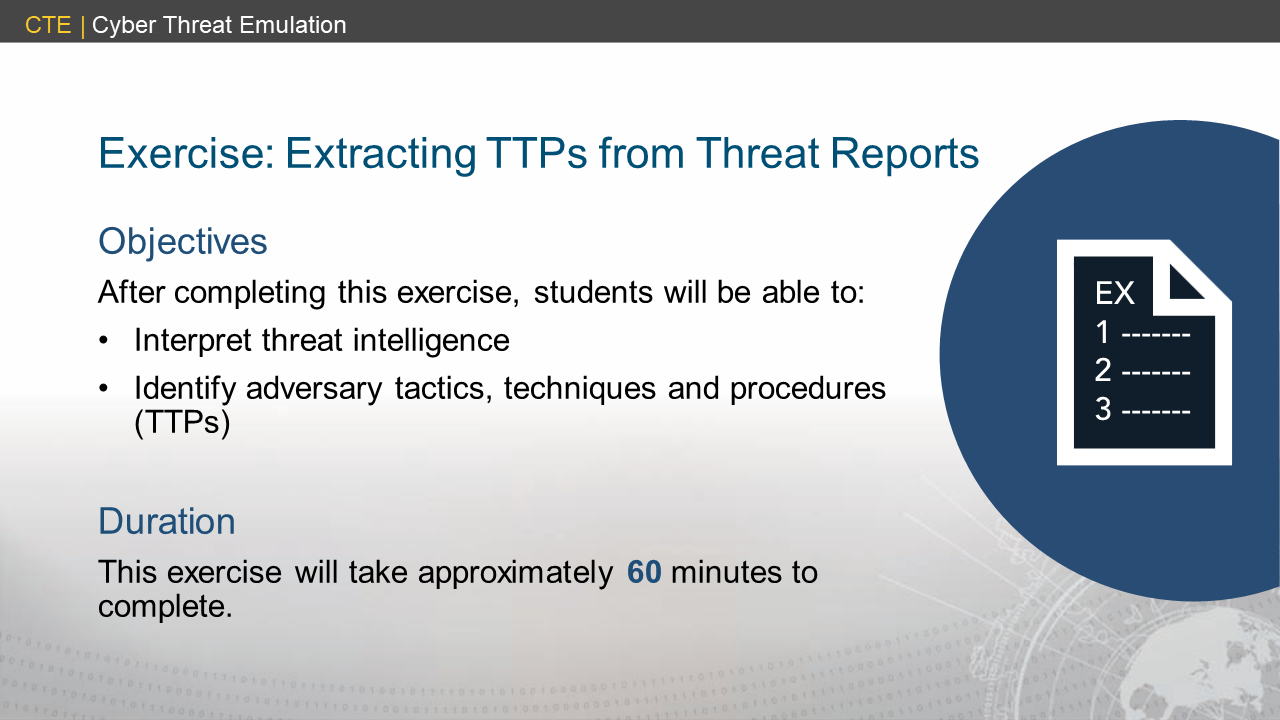 CTE | Cyber Threat Emulation
Exercise: Extracting TTPs from Threat Reports
Objectives
After completing this exercise, students will be able to:
• Interpret threat intelligence
• Identify adversary tactics, techniques and procedures
(TTPs)
Duration
This exercise will take approximately 60 minutes to
complete.
EX
1 -------
2 -------
3 -------